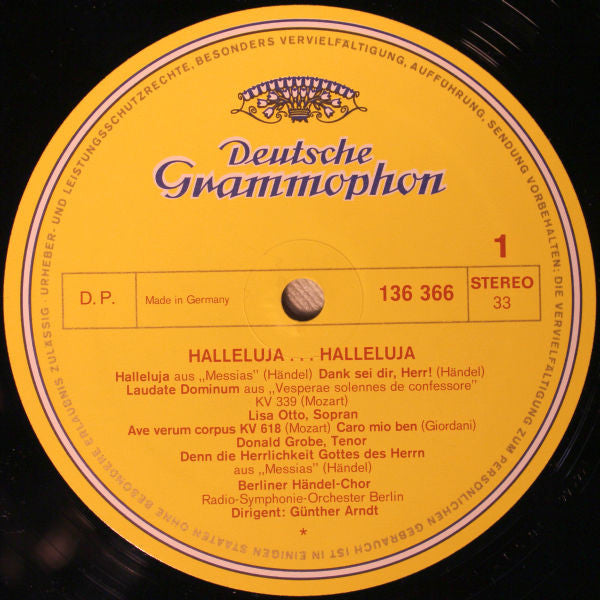 Deutsche
Grammophon
1
D.P.
Made in Germany
136 366
STEREO
33
HALLELUJA . . . HALLELUJA
Halleluja aus „Messias” (Händel) Dank sei dir, Herr! (Händel)
Laudate Dominum aus „Vesperae solennes de confessore”
KV 339 (Mozart)
Lisa Otto, Sopran
Ave verum corpus KV 618 (Mozart) Caro mio ben (Giordani)
Donald Grobe, Tenor
Denn die Herrlichkeit Gottes des Herrn
aus „Messias” (Händel)
Berliner Händel-Chor
Radio-Symphonie-Orchester Berlin
Dirigent: Günther Arndt
*
URHEBER- UND LEISTUNGSSCHUTZRECHTE, BESONDERS VERVIELFÄLTIGUNG, AUFFÜHRUNG, SENDUNG VORBEHALTEN; DIE VERVIELFÄLTIGUNG ZUM PERSÖNLICHEN GEBRAUCH IST IN EINIGEN STAATEN OHNE BESONDERE ERLAUBNIS ZULÄSSIG ·